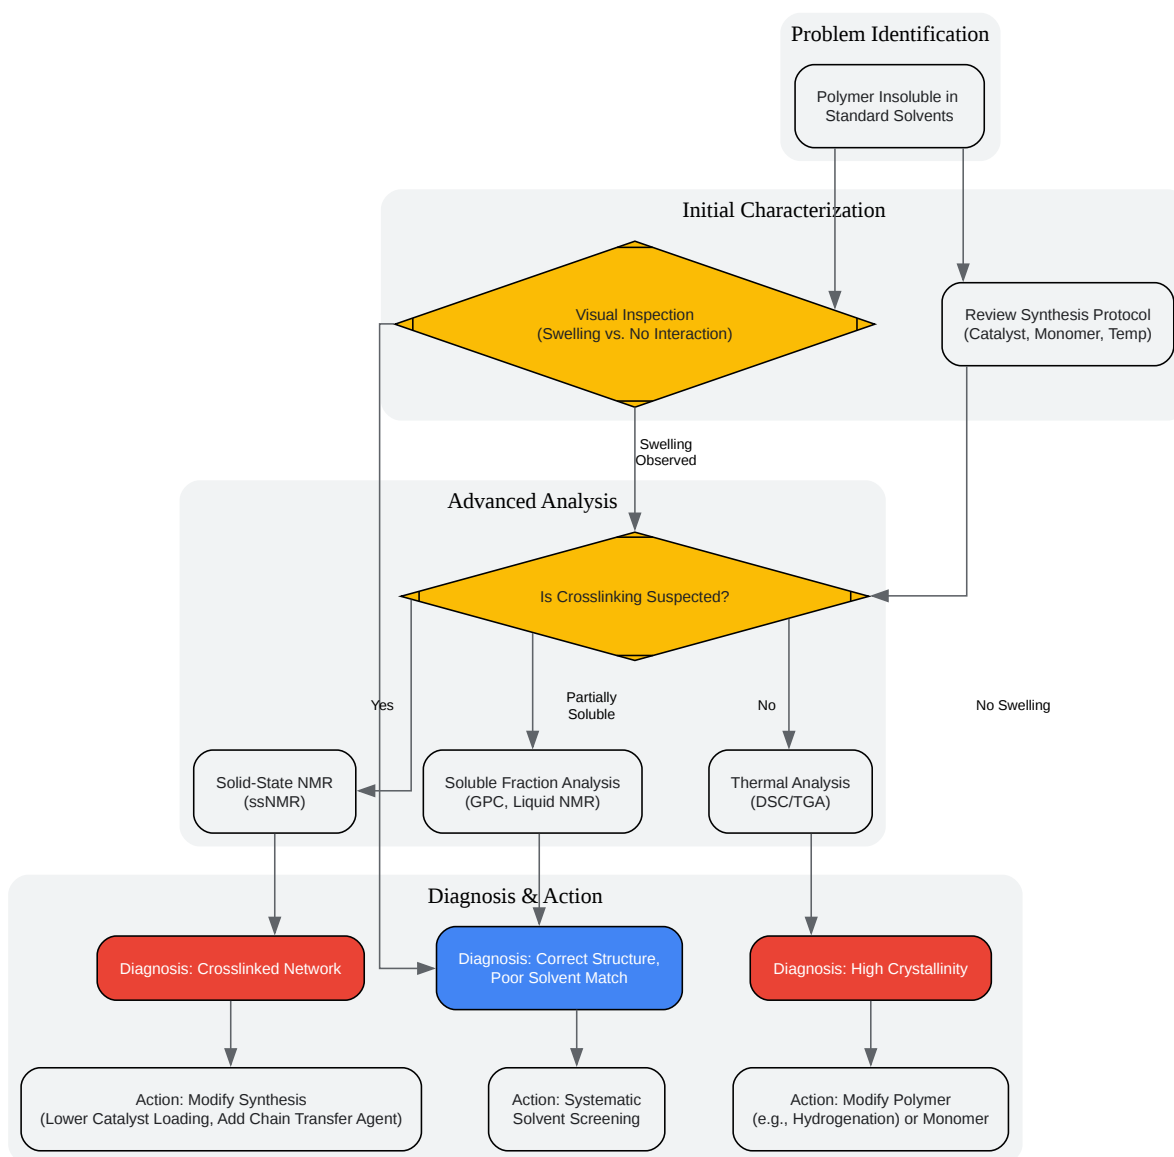 Problem Identification
Polymer Insoluble in
Standard Solvents
Initial Characterization
Visual Inspection
(Swelling vs. No Interaction)
Review Synthesis Protocol
(Catalyst, Monomer, Temp)
Swelling
Observed
Advanced Analysis
Is Crosslinking Suspected?
Yes
Partially
Soluble
No
No Swelling
Solid-State NMR
(ssNMR)
Soluble Fraction Analysis
(GPC, Liquid NMR)
Thermal Analysis
(DSC/TGA)
Diagnosis & Action
Diagnosis: Crosslinked Network
Diagnosis: Correct Structure,
Poor Solvent Match
Diagnosis: High Crystallinity
Action: Modify Synthesis
(Lower Catalyst Loading, Add Chain Transfer Agent)
Action: Systematic
Solvent Screening
Action: Modify Polymer
(e.g., Hydrogenation) or Monomer